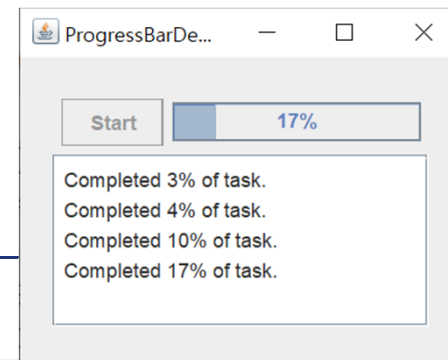 ProgressBarDe...
Start
17%
Completed 3% of task.
Completed 4% of task.
Completed 10% of task.
Completed 17% of task.